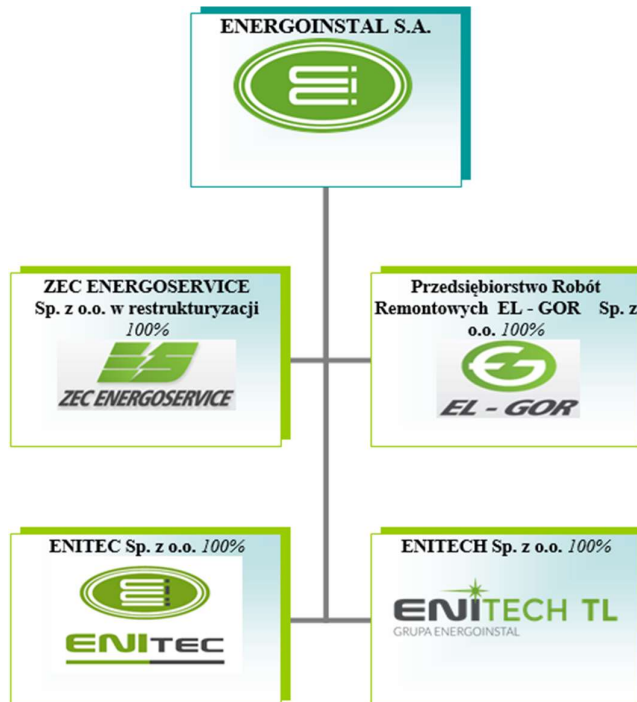 ENERGOINSTAL S.A.
ZEC ENERGOSERVICE
Sp. z o.o. w restrukturyzacji
100%
ZEC ENERGOSERVICE
Przedsiębiorstwo Robót
Remontowych EL - GOR Sp. z
o.o. 100%
EL - GOR
ENITEC Sp. z o.o. 100%
ENITEC
ENITECH Sp. z o.o. 100%
ENITECH TL
GRUPA ENERGOINSTAL